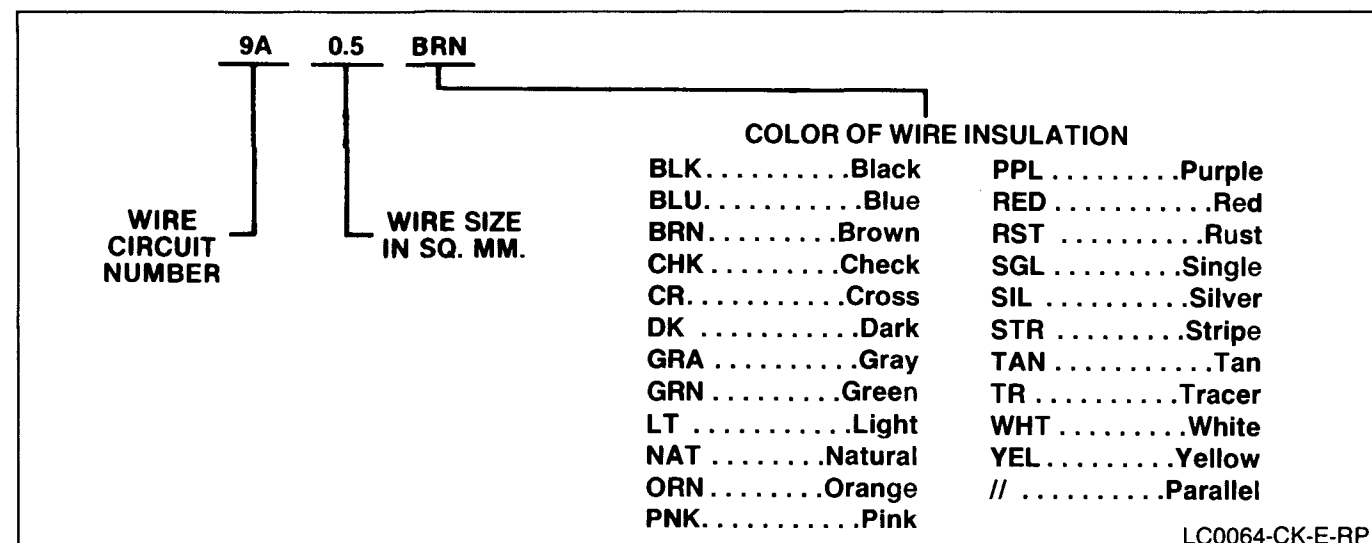 9A 0.5 BRN
COLOR OF WIRE INSULATION
BLK..........Black
BLU...........Blue
BRN.........Brown
CHK.........Check
CR...........Cross
DK ...........Dark
GRA..........Gray
GRN.........Green
LT ...........Light
NAT ........Natural
ORN.......Orange
PNK...........Pink
PPL .........Purple
RED ...........Red
RST ..........Rust
SGL .........Single
SIL ..........Silver
STR .........Stripe
TAN ...........Tan
TR ..........Tracer
WHT .........White
YEL.........Yellow
// ..........Parallel
WIRE
CIRCUIT
NUMBER
WIRE SIZE
IN SQ. MM.
LC0064-CK-E-RP